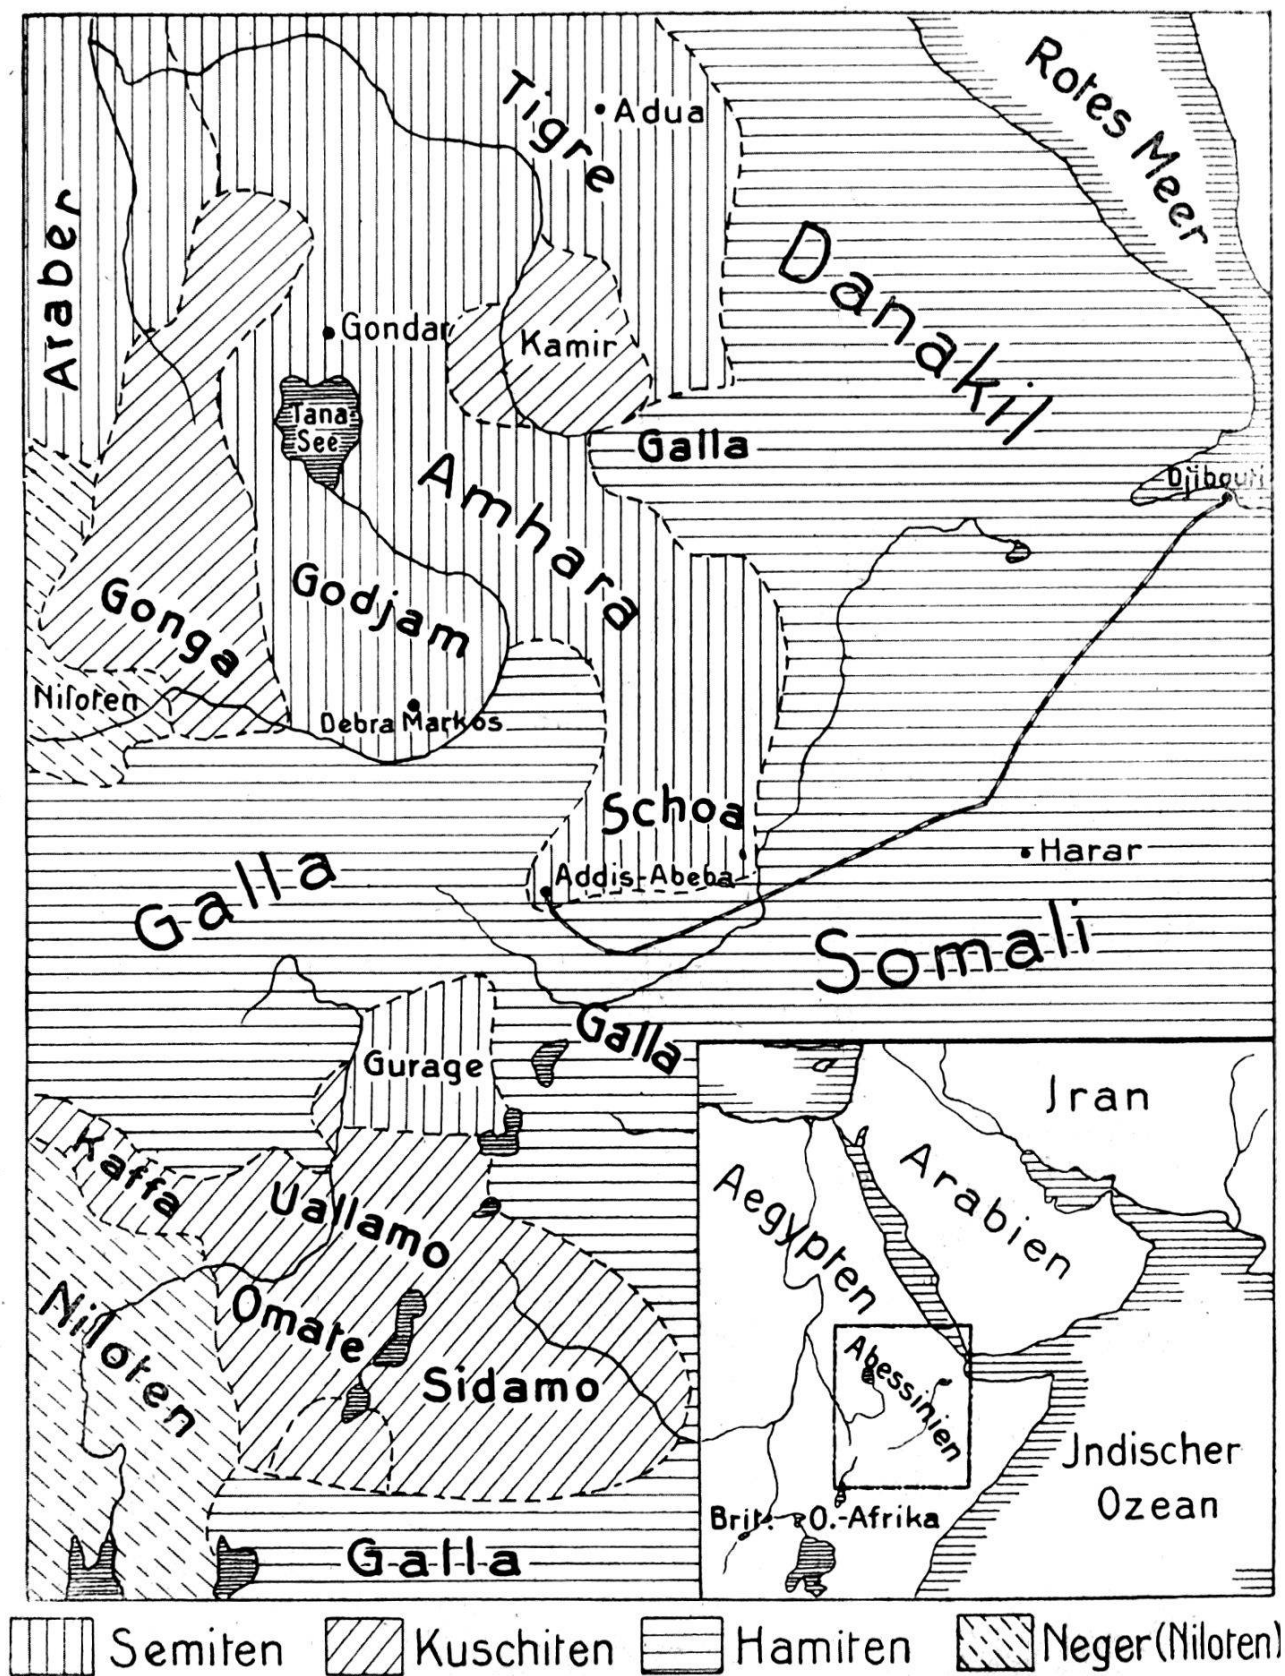 Rotes Meer
Tigre
Adua
Araber
Danakil
Gondar
Kamir
Tana-
See
Galla
Amhara
Djibouti
Godjam
Gonga
Niloten
Debra Markos
Schoa
Addis-Abeba
Harar
Galla
Somali
Galla
Gurage
Kaffa
Uallamo
Niloten
Omate
Sidamo
Galla
Jran
Arabien
Aegypten
Abessinien
Jndischer
Ozean
Brit. O.-Afrika
Semiten
Kuschiten
Hamiten
Neger (Niloten)